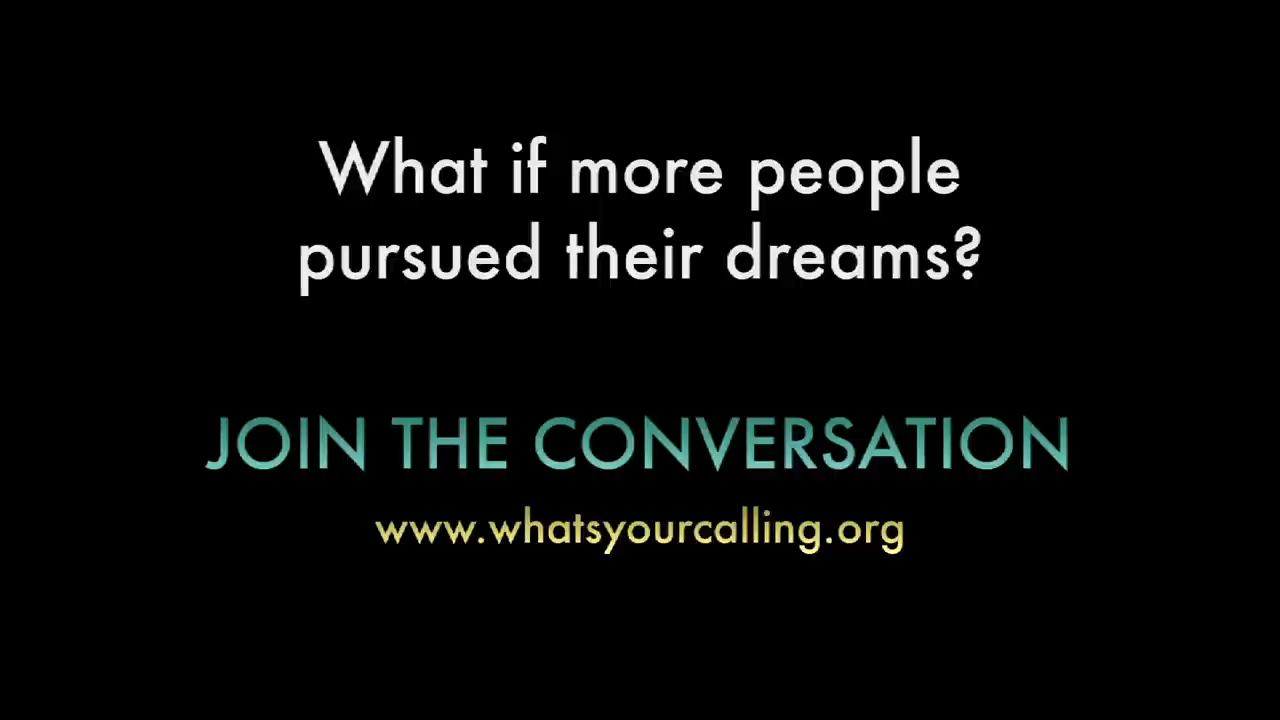 What if more people
pursued their dreams?
JOIN THE CONVERSATION
www.whatsyourcalling.org